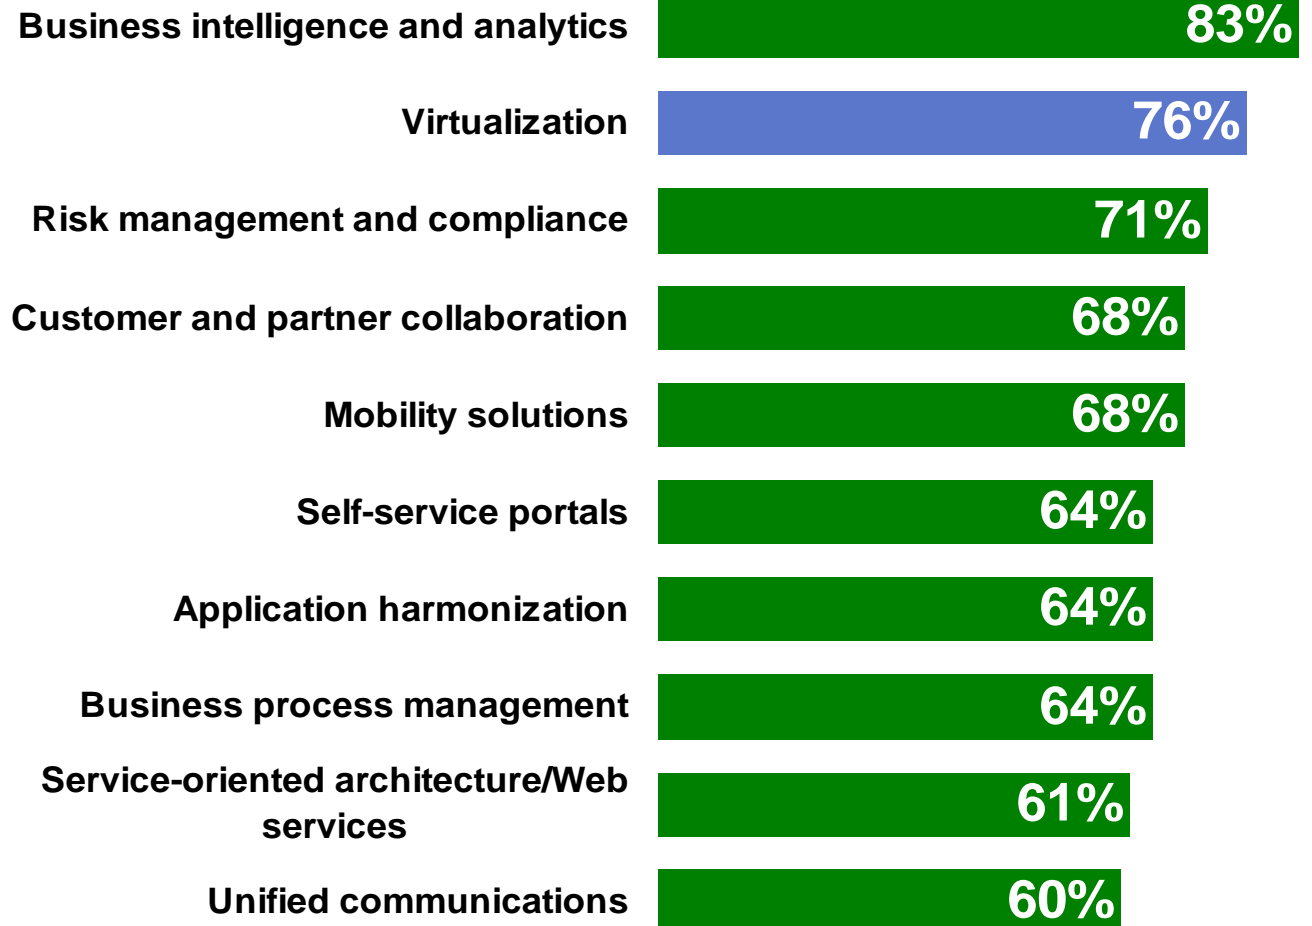 Business intelligence and analytics 83%
Virtualization 76%
Risk management and compliance 71%
Customer and partner collaboration 68%
Mobility solutions 68%
Self-service portals 64%
Application harmonization 64%
Business process management 64%
Service-oriented architecture/Web
services 61%
Unified communications 60%